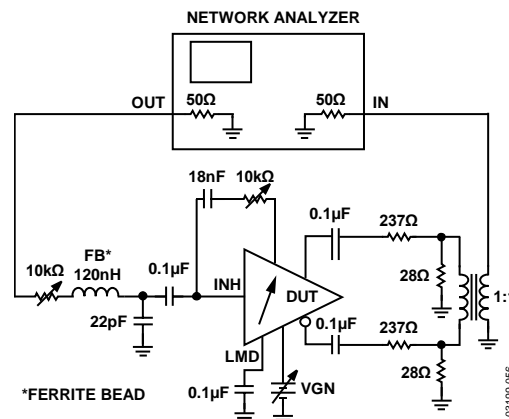 NETWORK ANALYZER
OUT
50Ω
50Ω
IN
18nF
10kΩ
0.1µF
237Ω
FB*
120nH
10kΩ
0.1µF
INH
28Ω
DUT
1:
22pF
0.1µF
237Ω
LMD
28Ω
0.1µF
VGN
*FERRITE BEAD